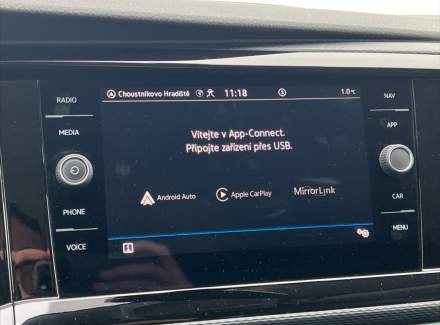 RADIO
MEDIA
PHONE
VOICE
Choustníkovo Hradiště 11:18 1.0°C
Vítejte v App-Connect.
Připojte zařízení přes USB.
Android Auto Apple CarPlay MirrorLink
NAV
APP
CAR
MENU